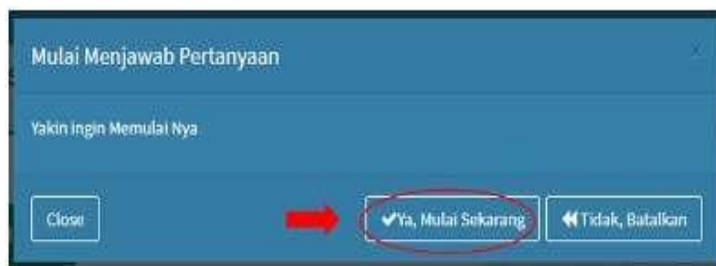 Mulai Menjawab Pertanyaan
Yakin Ingin Memulai Nya
Close
Ya, Mulai Sekarang
Tidak, Batalkan